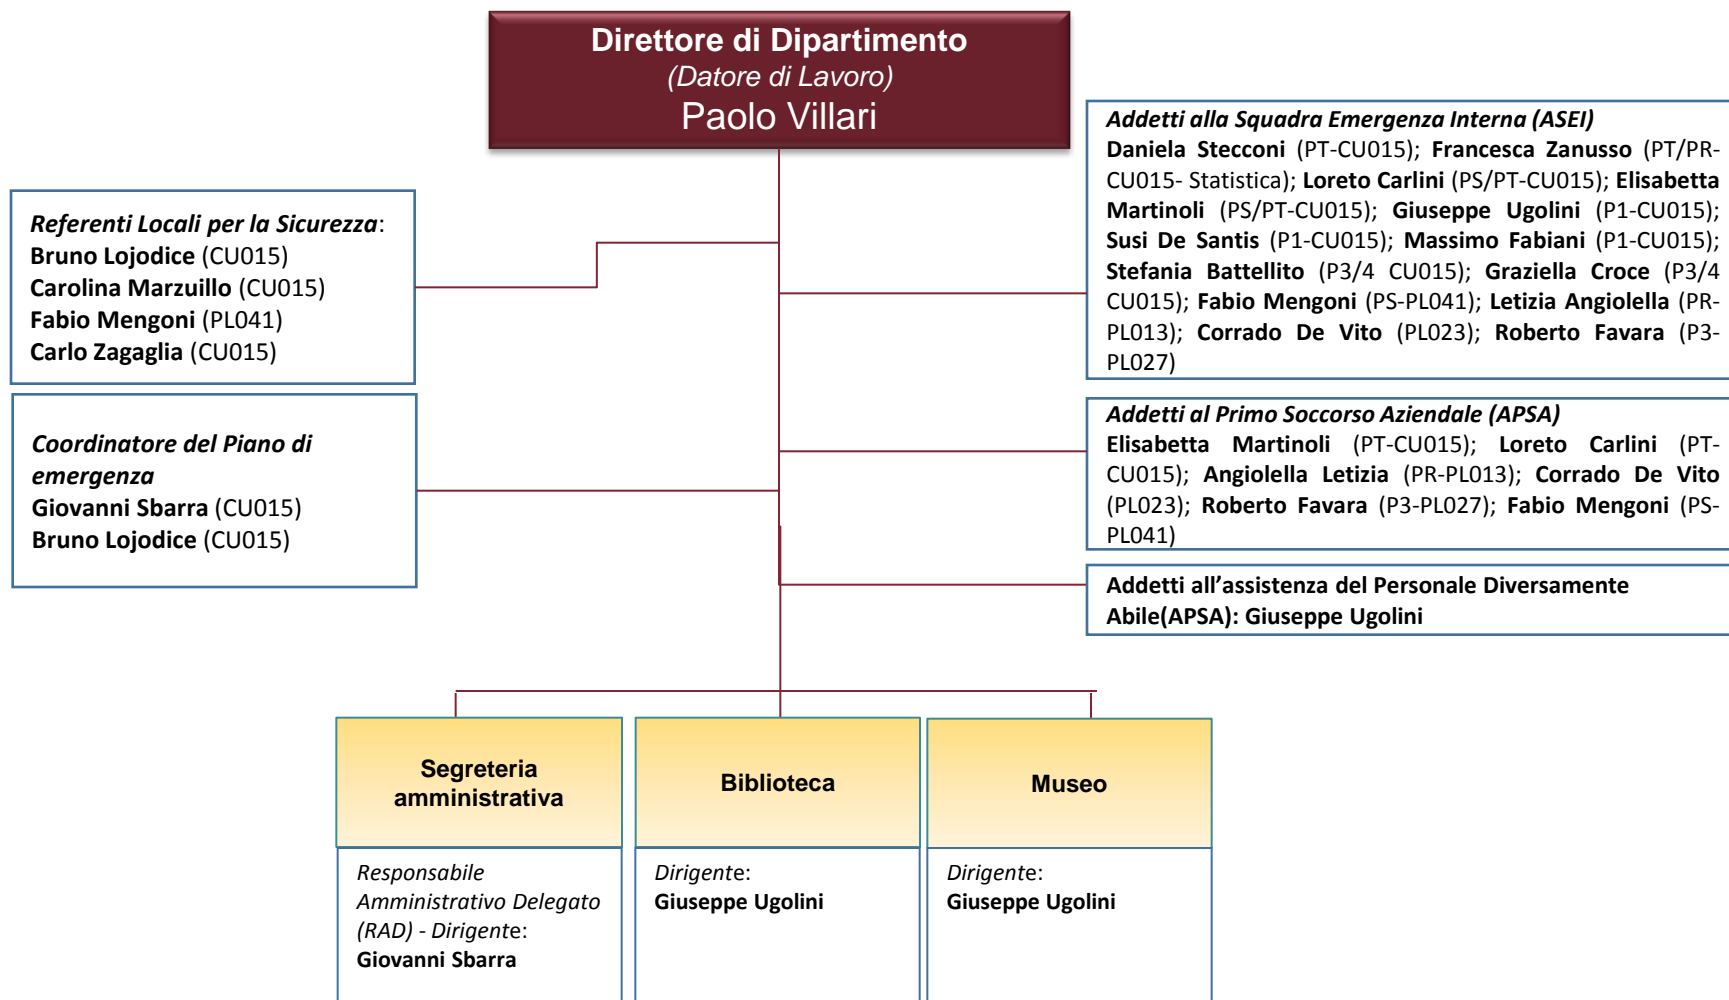 Direttore di Dipartimento
(Datore di Lavoro)
Paolo Villari
Referenti Locali per la Sicurezza:
Bruno Lojodice (CU015)
Carolina Marzuillo (CU015)
Fabio Mengoni (PL041)
Carlo Zagaglia (CU015)
Coordinatore del Piano di
emergenza
Giovanni Sbarra (CU015)
Bruno Lojodice (CU015)
Addetti alla Squadra Emergenza Interna (ASEI)
Daniela Stecconi (PT-CU015); Francesca Zanusso (PT/PR-
CU015- Statistica); Loreto Carlini (PS/PT-CU015); Elisabetta
Martinoli (PS/PT-CU015); Giuseppe Ugolini (P1-CU015);
Susi De Santis (P1-CU015); Massimo Fabiani (P1-CU015);
Stefania Battellito (P3/4 CU015); Graziella Croce (P3/4
CU015); Fabio Mengoni (PS-PL041); Letizia Angiolella (PR-
PL013); Corrado De Vito (PL023); Roberto Favara (P3-
PL027)
Addetti al Primo Soccorso Aziendale (APSA)
Elisabetta Martinoli (PT-CU015); Loreto Carlini (PT-
CU015); Angiolella Letizia (PR-PL013); Corrado De Vito
(PL023); Roberto Favara (P3-PL027); Fabio Mengoni (PS-
PL041)
Addetti all’assistenza del Personale Diversamente
Abile(APSA): Giuseppe Ugolini
Segreteria
amministrativa
Responsabile
Amministrativo Delegato
(RAD) - Dirigente:
Giovanni Sbarra
Biblioteca
Dirigente:
Giuseppe Ugolini
Museo
Dirigente:
Giuseppe Ugolini